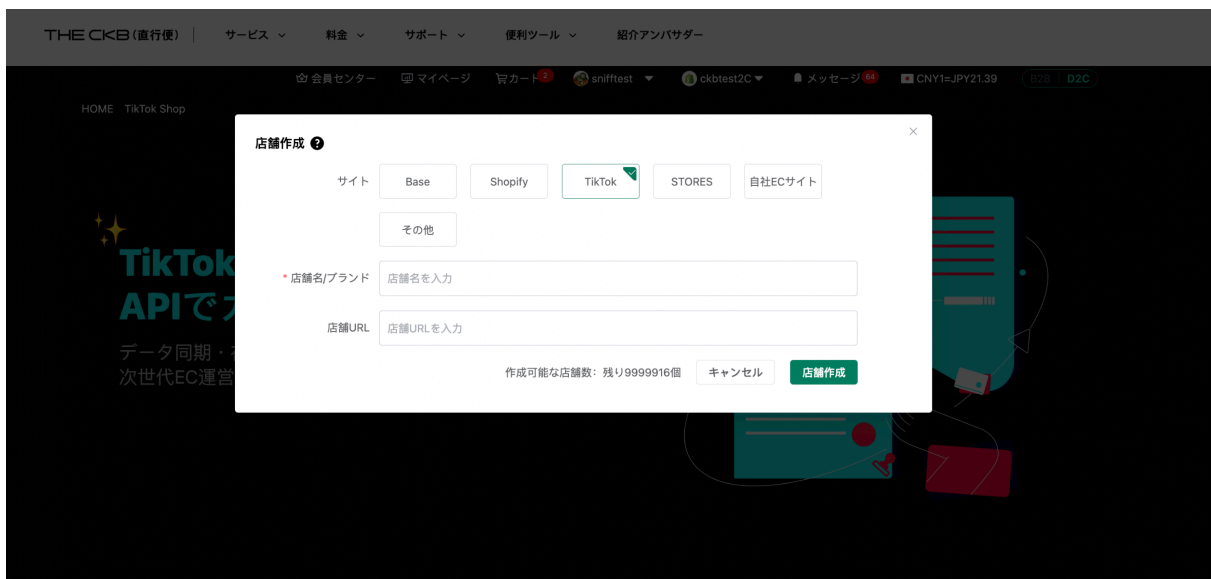 THE CKB(直行便) サービス 料金 サポート 便利ツール 紹介アンバサダー
会員センター マイページ カート 2 snifftest ckbtest2C メッセージ 64 CNY1=JPY21.39 B2B D2C
HOME TikTok Shop
店舗作成 ?
サイト Base Shopify TikTok STORES 自社ECサイト
その他
TikTok
* 店舗名/ブランド 店舗名を入力
APIで
店舗URL 店舗URLを入力
データ同期・
次世代EC運営
作成可能な店舗数: 残り9999916個 キャンセル 店舗作成